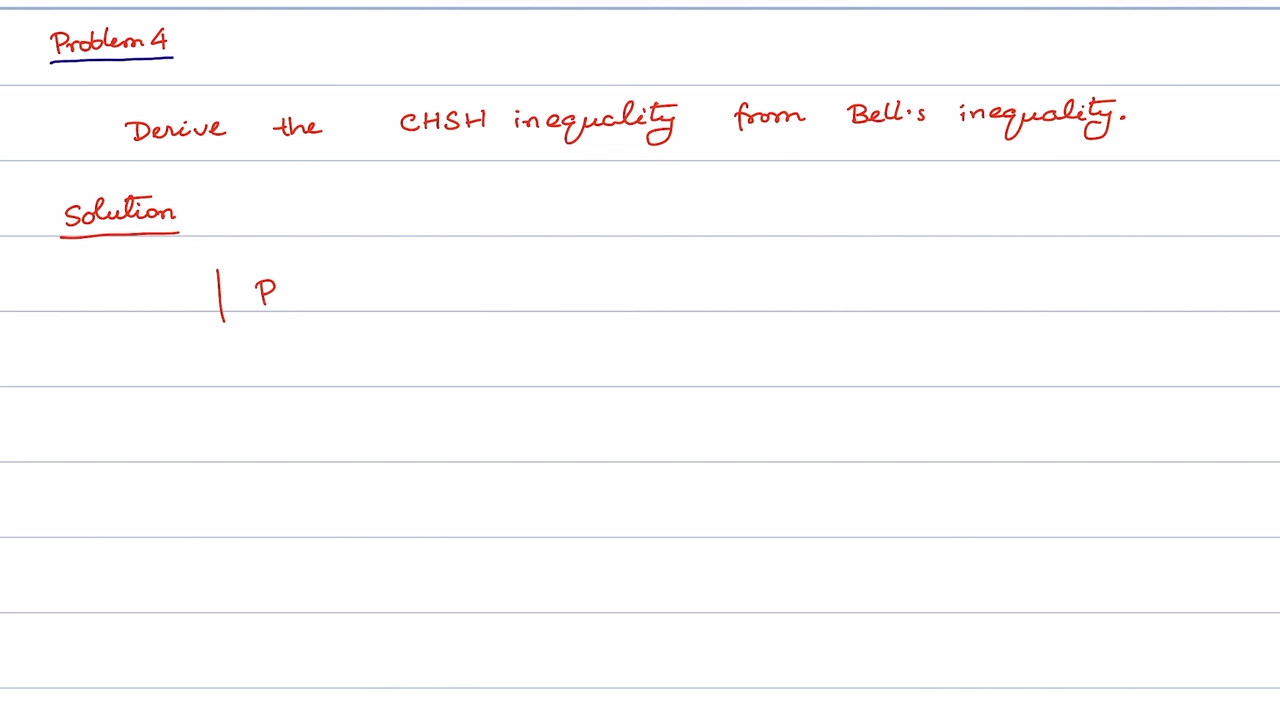 Problem 4
Derive the CHSH inequality from Bell's inequality.
Solution
| P